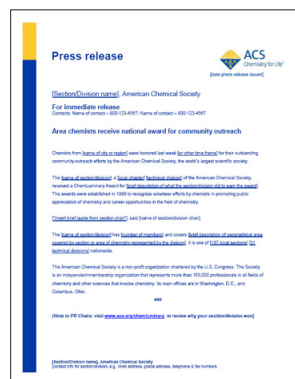 Press release
ACS
Chemistry for Life®
[date press release issued]
[Section/Division name], American Chemical Society
For immediate release
Contacts: Name of contact – 800-123-4567; Name of contact – 800-123-4567
Area chemists receive national award for community outreach
Chemists from [name of city or region] were honored last week [or other time frame] for their outstanding
community outreach efforts by the American Chemical Society, the world's largest scientific society.
The [name of section/division], a [local chapter] [technical division] of the American Chemical Society,
received a ChemLuminary Award for [brief description of what the section/division did to earn the award].
The awards were established in 1999 to recognize volunteer efforts by chemists in promoting public
appreciation of chemistry and career opportunities in the field of chemistry.
["Insert brief quote from section chair"], said [name of section/division chair].
The [name of section/division] has [number of members] and covers [brief description of geographical area
covered by section or area of chemistry represented by the division]. It is one of [187 local sections] [31
technical divisions] nationwide.
The American Chemical Society is a non-profit organization chartered by the U.S. Congress. The Society
is an independent membership organization that represents more than 160,000 professionals in all fields of
chemistry and other sciences that involve chemistry. Its main offices are in Washington, D.C., and
Columbus, Ohio.
###
[Note to PR Chairs: visit www.acs.org/chemluminary to review why your section/division won]
[Section/Division name], American Chemical Society
[contact info for section/division, e.g., Web address, postal address, telephone & fax numbers